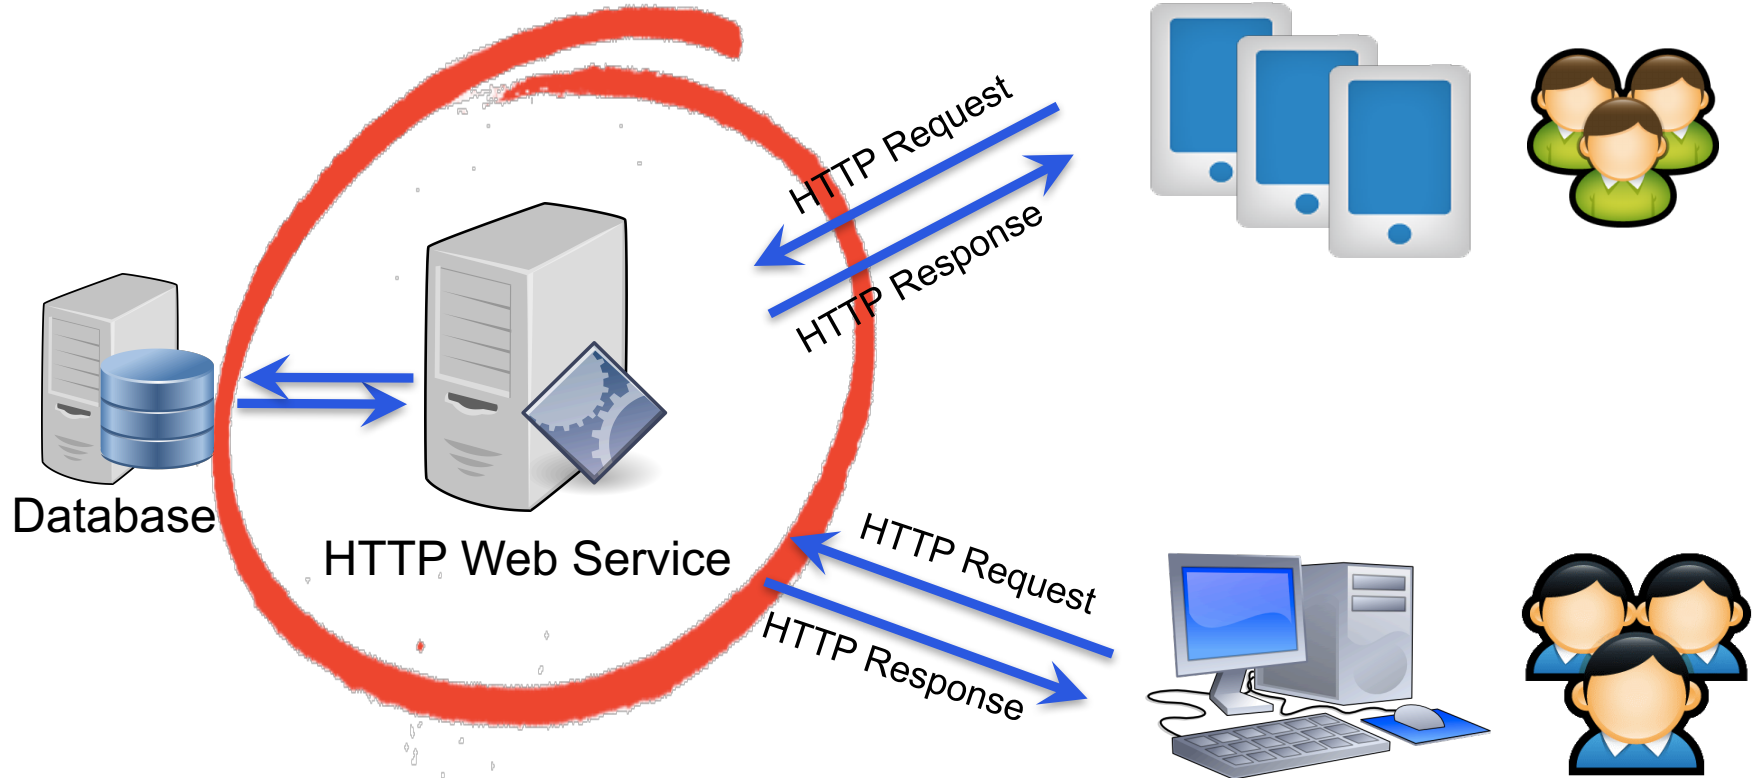 HTTP Request
HTTP Response
Database
HTTP Web Service
HTTP Request
HTTP Response